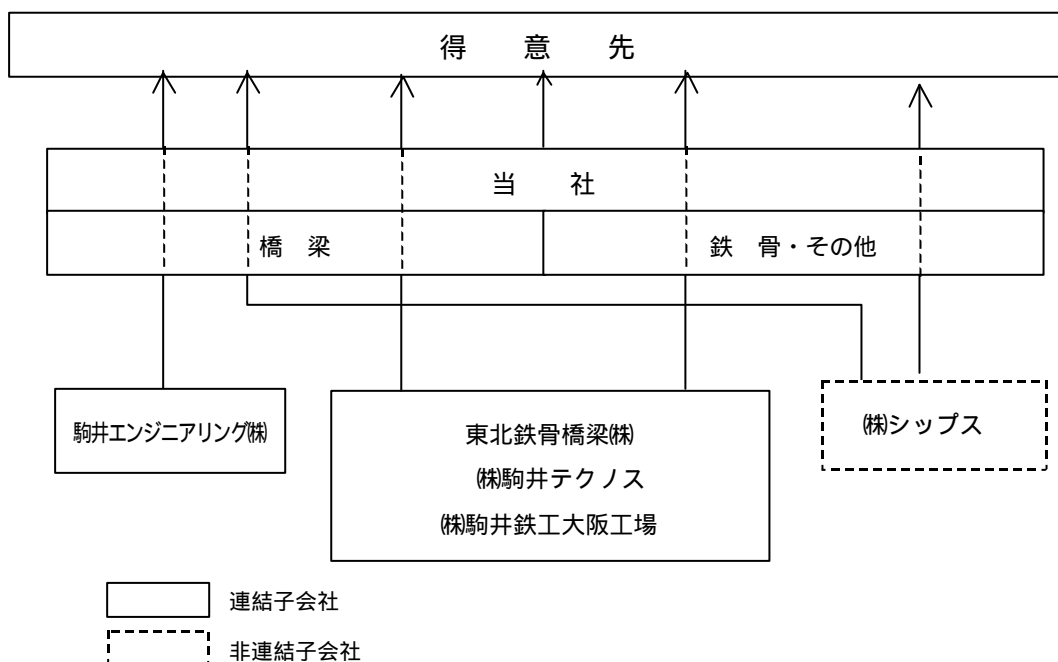 得 意 先
当 社
橋 梁
鉄 骨・その他
駒井エンジニアリング㈱
東北鉄骨橋梁㈱
㈱駒井テクノス
㈱駒井鉄工大阪工場
㈱シップス
連結子会社
非連結子会社